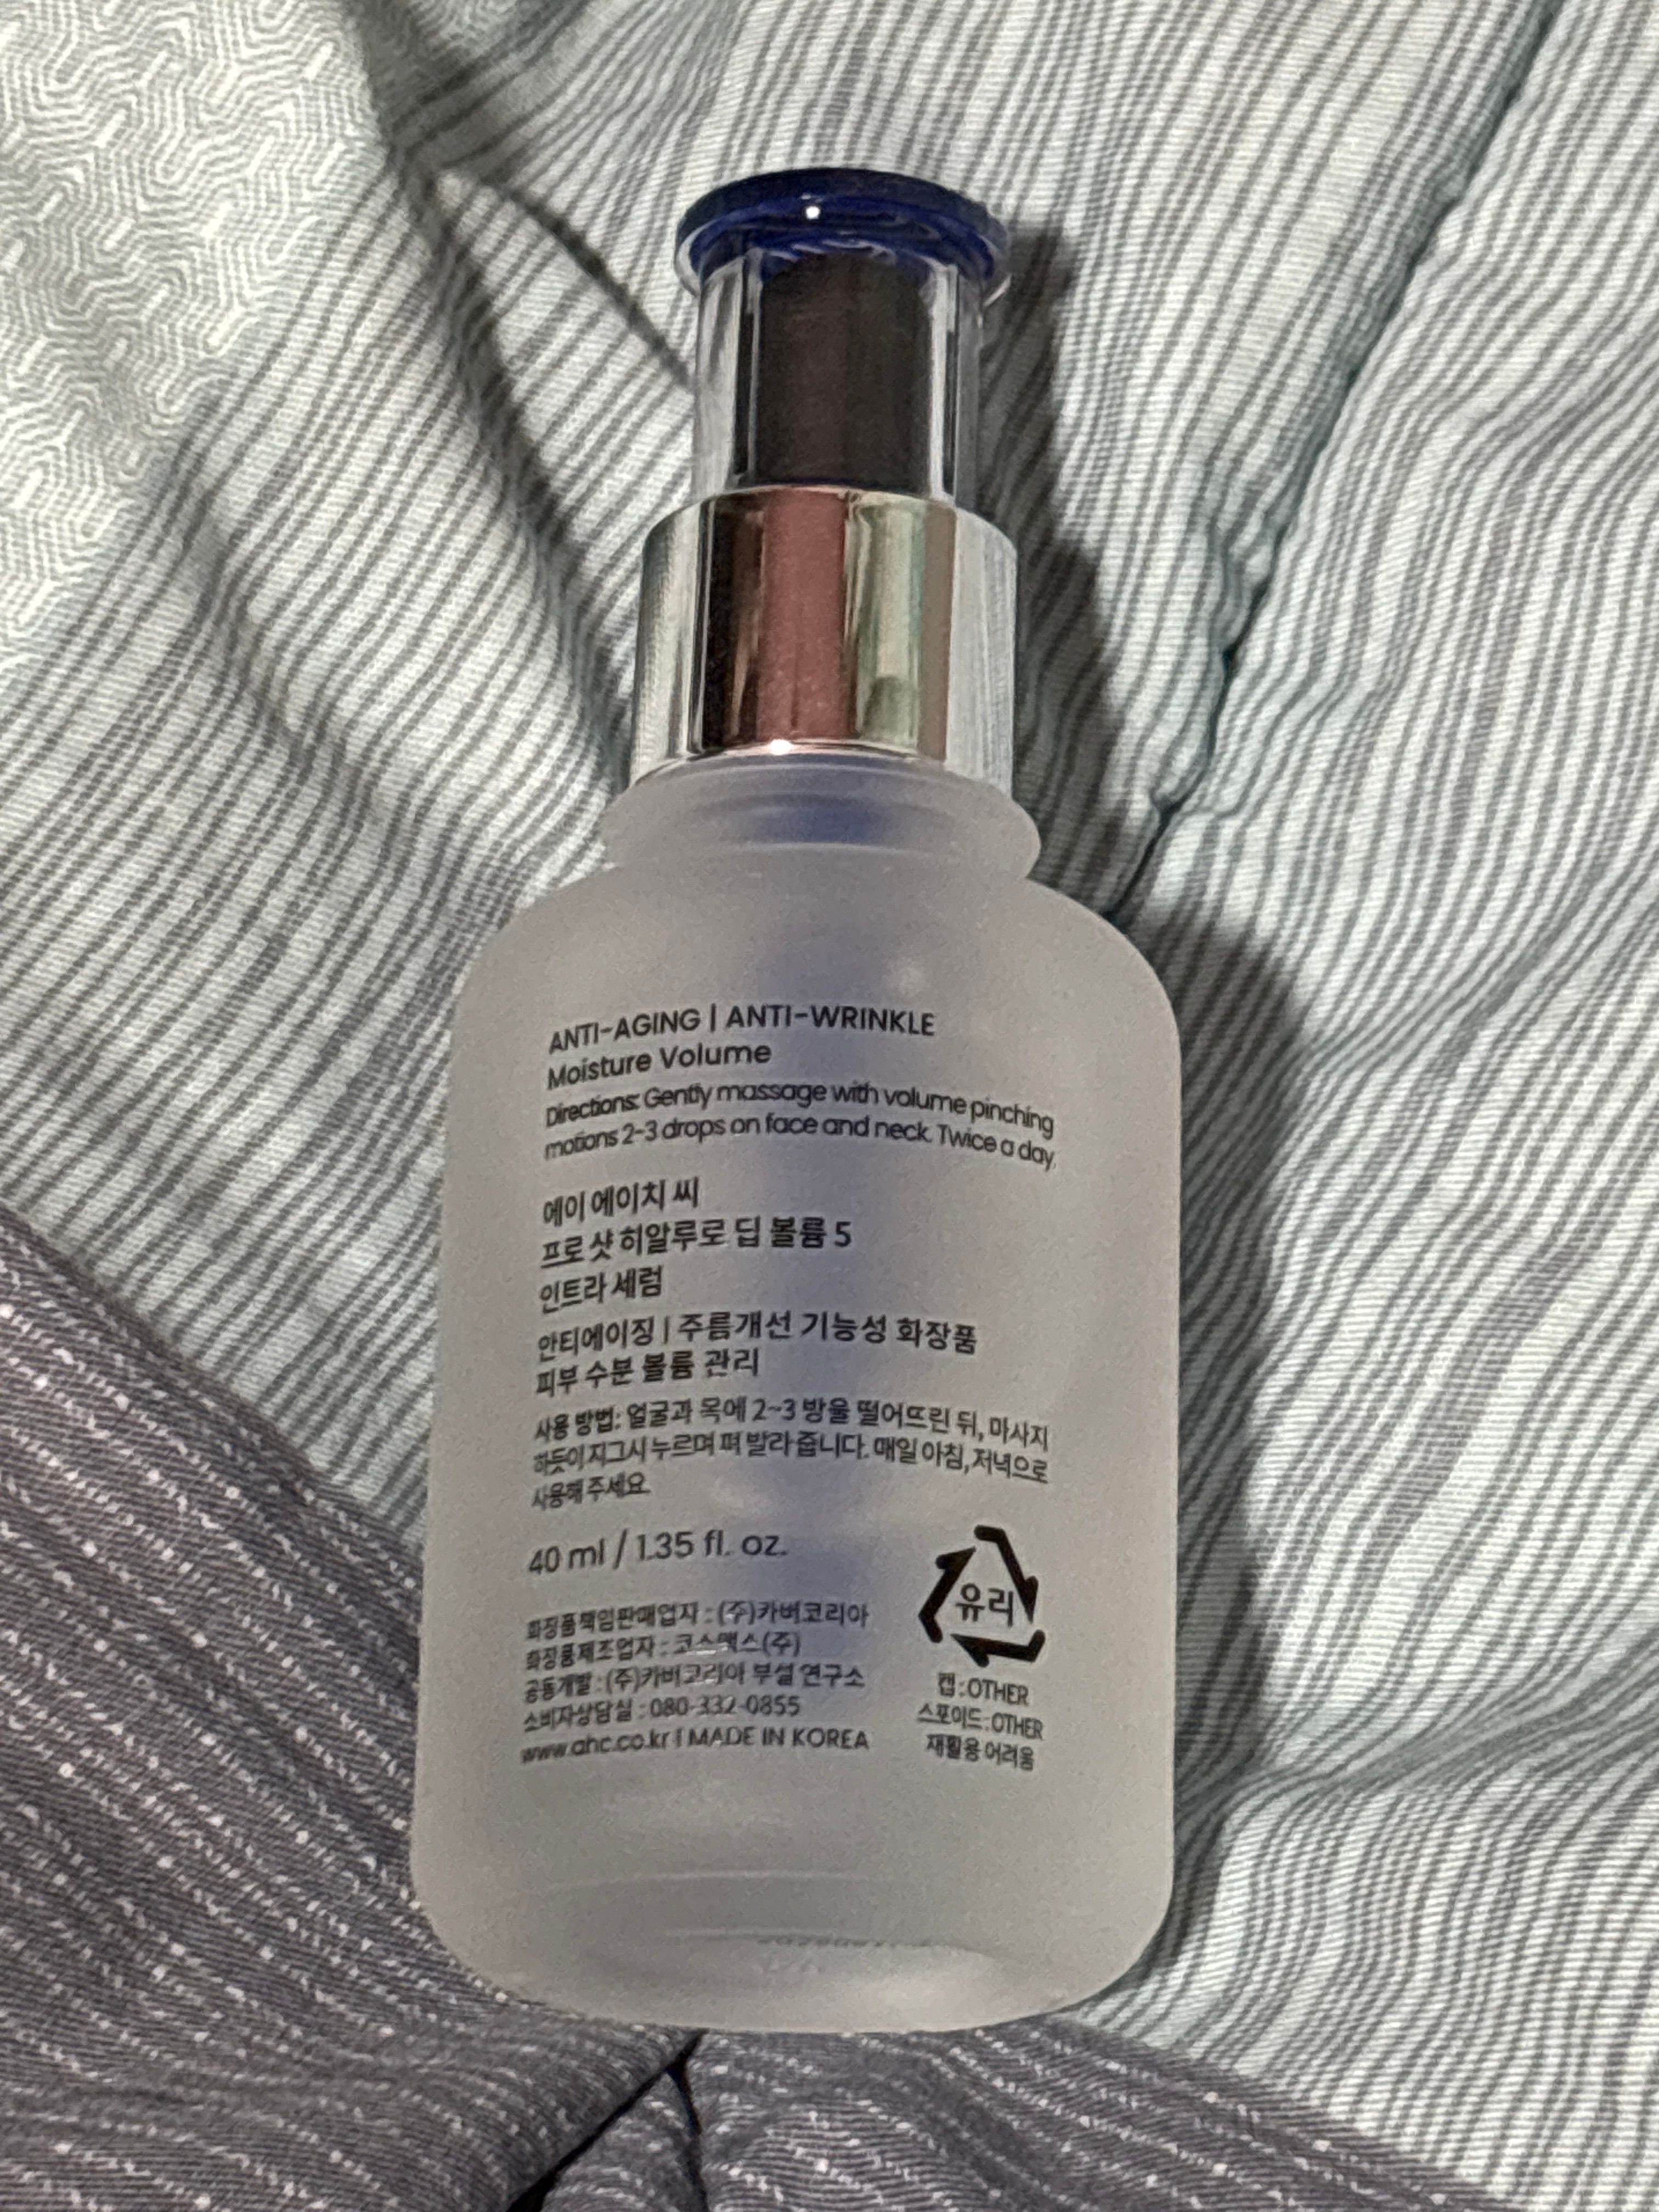 ANTI-AGING | ANTI-WRINKLE
Moisture Volume
Directions: Gently massage with volume pinching
motions 2-3 drops on face and neck. Twice a day.
에이 에이치 씨
프로 샷 히알루로 딥 볼륨 5
인트라 세럼
안티에이징 | 주름개선 기능성 화장품
피부 수분 볼륨 관리
사용 방법: 얼굴과 목에 2~3 방울 떨어뜨린 뒤, 마사지
하듯이 지그시 누르며 펴 발라 줍니다. 매일 아침, 저녁으로
사용해 주세요.
40 ml / 1.35 fl. oz.
화장품책임판매업자 : (주)카버코리아
화장품제조업자 : 코스맥스(주)
공동개발 : (주)카버코리아 부설 연구소
소비자상담실 : 080-332-0855
www.ahc.co.kr | MADE IN KOREA
유리
캡 : OTHER
스포이드 : OTHER
재활용 어려움